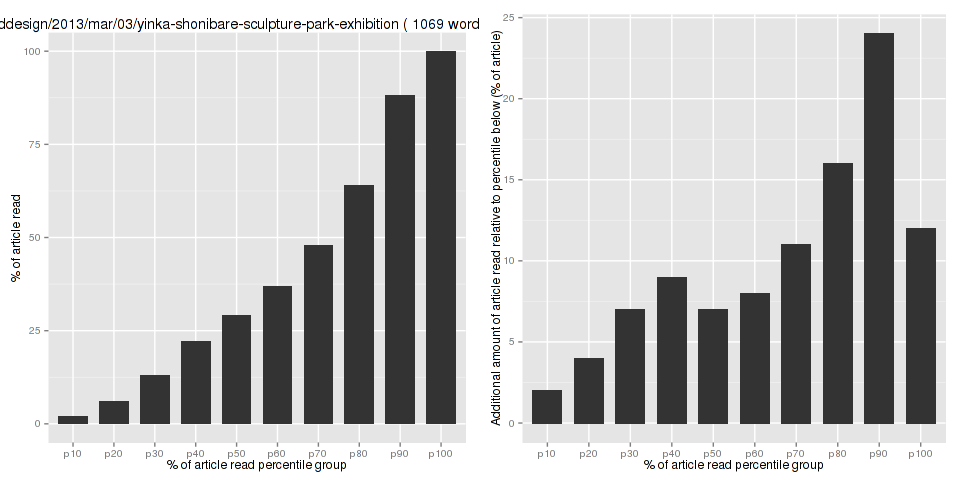 ddesign/2013/mar/03/yinka-shonibare-sculpture-park-exhibition ( 1069 word
% of article read
100
75
50
25
0
p10 p20 p30 p40 p50 p60 p70 p80 p90 p100
% of article read percentile group
Additional amount of article read relative to percentile below (% of article)
25
20
15
10
5
0
p10 p20 p30 p40 p50 p60 p70 p80 p90 p100
% of article read percentile group